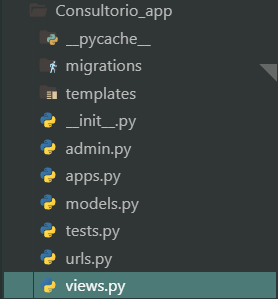 Consultorio_app
__pycache__
migrations
templates
__init__.py
admin.py
apps.py
models.py
tests.py
urls.py
views.py